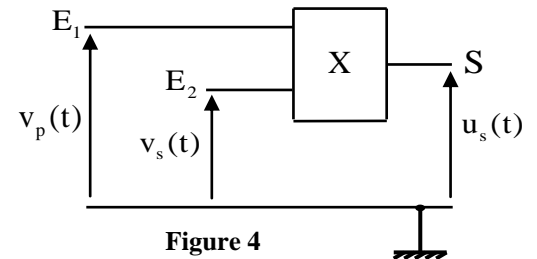 E₁
X
S
E₂
vₚ(t)
vₛ(t)
uₛ(t)
Figure 4